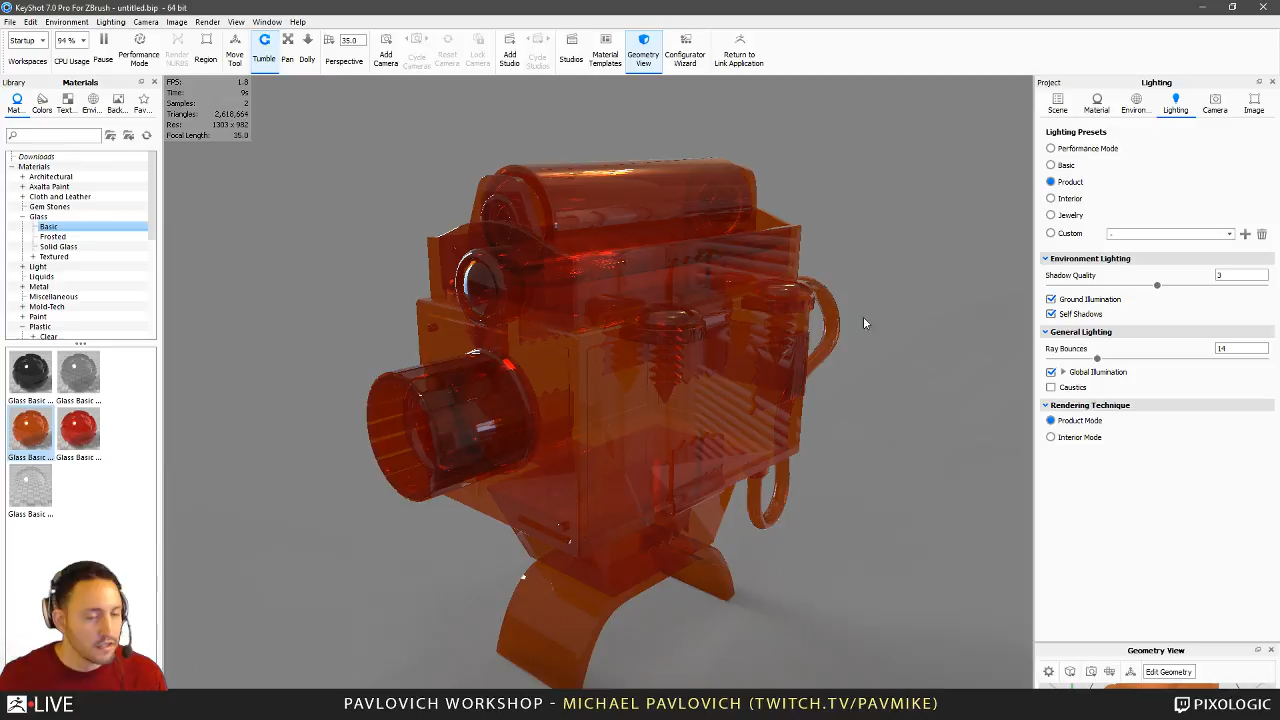 KeyShot 7.0 Pro For ZBrush - untitled.bip - 64 bit
File Edit Environment Lighting Camera Image Render View Window Help
Startup 94 % 35.0
Workspaces CPU Usage Pause Performance Mode Render NURBS Region Move Tool Tumble Pan Dolly Perspective Add Camera Cycle Cameras Reset Camera Lock Camera Add Studio Cycle Studios Studios Material Templates Geometry View Configurator Wizard Return to Link Application
Library Materials
Mat... Colors Text... Envi... Back... Fav...
Downloads
Materials
Architectural
Axalta Paint
Cloth and Leather
Gem Stones
Glass
Basic
Frosted
Solid Glass
Textured
Light
Liquids
Metal
Miscellaneous
Mold-Tech
Paint
Plastic
Clear...
Glass Basic ... Glass Basic ...
Glass Basic ... Glass Basic ...
Glass Basic ...
FPS: 1.8
Time: 9s
Samples: 2
Triangles: 2,618,664
Res: 1303 x 982
Focal Length: 35.0
Project Lighting
Scene Material Environ... Lighting Camera Image
Lighting Presets
Performance Mode
Basic
Product
Interior
Jewelry
Custom -
Environment Lighting
Shadow Quality 3
Ground Illumination
Self Shadows
General Lighting
Ray Bounces 14
Global Illumination
Caustics
Rendering Technique
Product Mode
Interior Mode
Geometry View
Edit Geometry
LIVE PAVLOVICH WORKSHOP - MICHAEL PAVLOVICH (TWITCH.TV/PAVMIKE) PIXOLOGIC